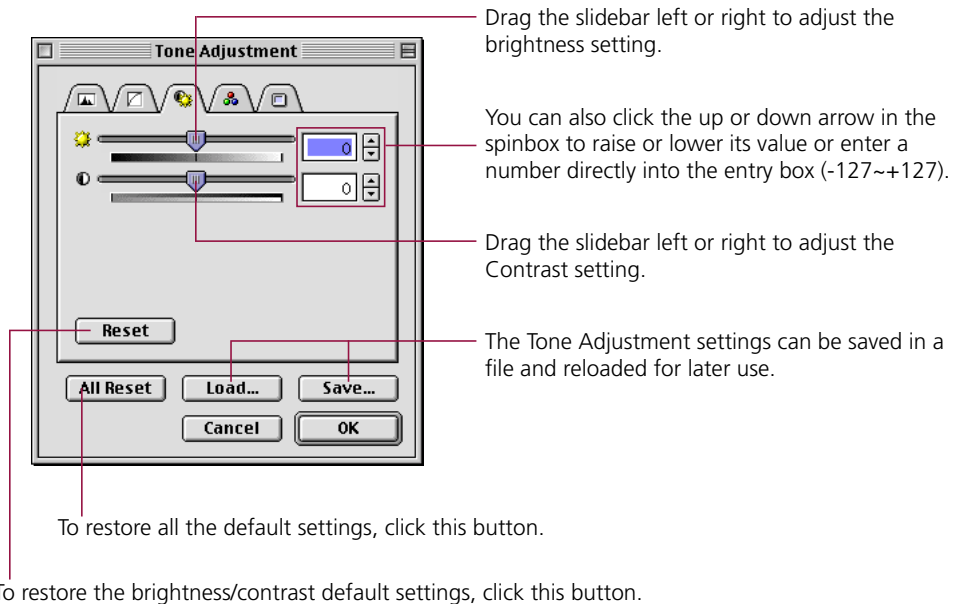 Drag the slidebar left or right to adjust the
brightness setting.
Tone Adjustment
You can also click the up or down arrow in the
spinbox to raise or lower its value or enter a
number directly into the entry box (-127~+127).
0
0
Drag the slidebar left or right to adjust the
Contrast setting.
Reset
The Tone Adjustment settings can be saved in a
file and reloaded for later use.
All Reset
Load...
Save...
Cancel
OK
To restore all the default settings, click this button.
To restore the brightness/contrast default settings, click this button.